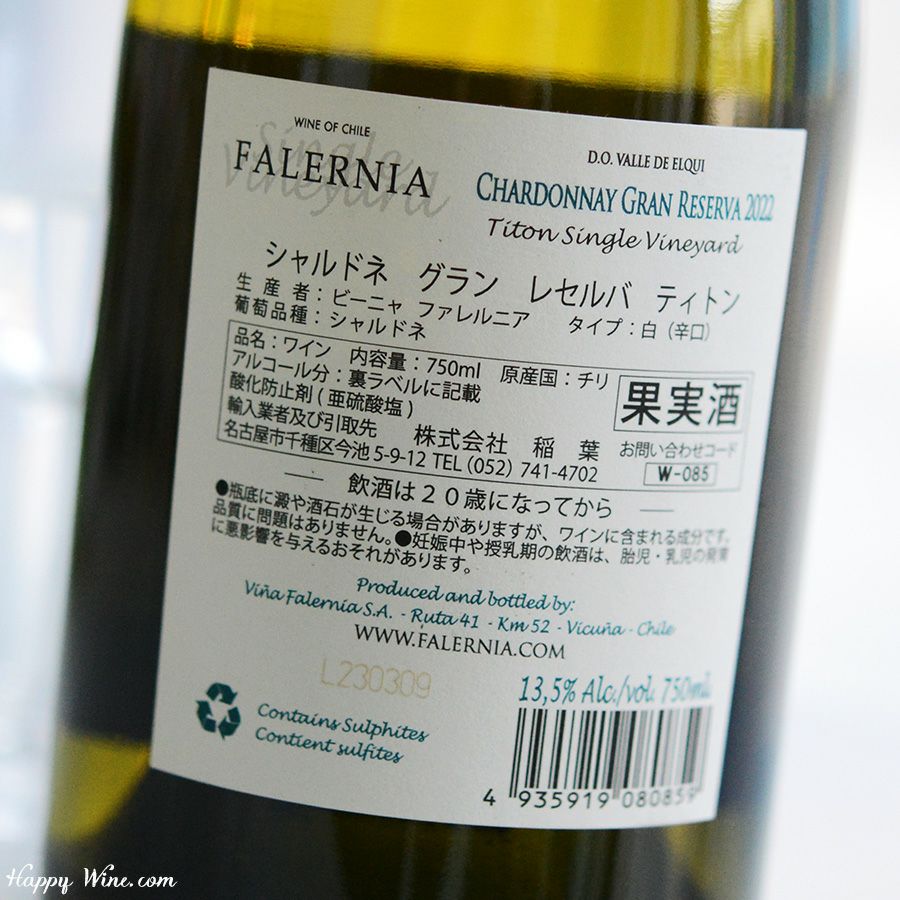 WINE OF CHILE
Single
Vineyard
FALERNIA
D.O. VALLE DE ELQUI
CHARDONNAY GRAN RESERVA 2022
Titon Single Vineyard
シャルドネ グラン レセルバ ティトン
生産者：ビーニャ ファレルニア タイプ：白（辛口）
葡萄品種：シャルドネ
品名：ワイン 内容量：750ml 原産国：チリ
アルコール分：裏ラベルに記載
酸化防止剤(亜硫酸塩)
果実酒
輸入業者及び引取先 株式会社 稲葉
名古屋市千種区今池5-9-12 TEL(052) 741-4702
お問い合わせコード
W-085
飲酒は２０歳になってから
●瓶底に澱や酒石が生じる場合がありますが、ワインに含まれる成分です。
品質に問題はありません。●妊娠中や授乳期の飲酒は、胎児・乳児の発育
に悪影響を与えるおそれがあります。
Produced and bottled by:
Viña Falernia S.A. - Ruta 41 - Km 52 - Vicuña - Chile
WWW.FALERNIA.COM
L230309
13,5% Alc./vol. 750mL
Contains Sulphites
Contient sulfites
4 935919 080859
Happy Wine.com